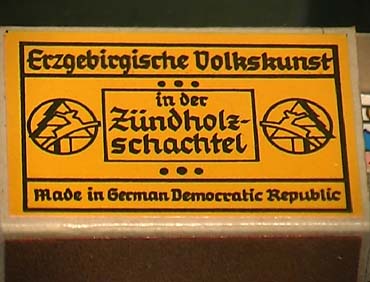 Erzgebirgische Volkskunst
in der
Zündholz-
schachtel
Made in German Democratic Republic